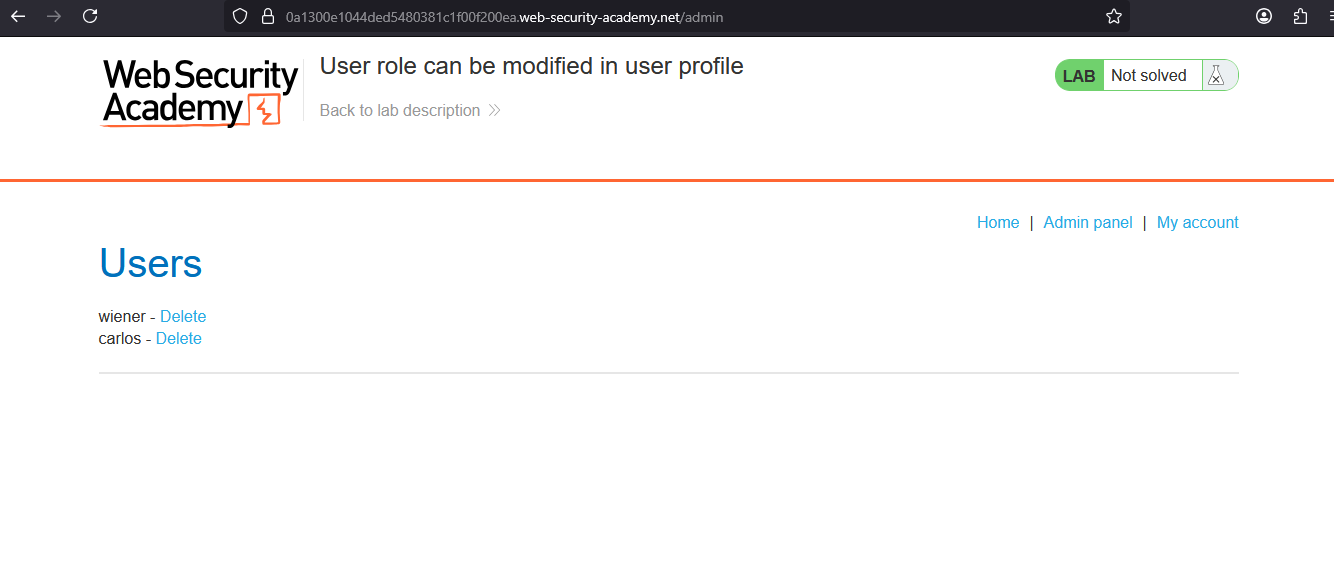 0a1300e1044ded5480381c1f00f200ea.web-security-academy.net/admin
Web Security
Academy
User role can be modified in user profile
Back to lab description >>
LAB Not solved
Home | Admin panel | My account
Users
wiener - Delete
carlos - Delete